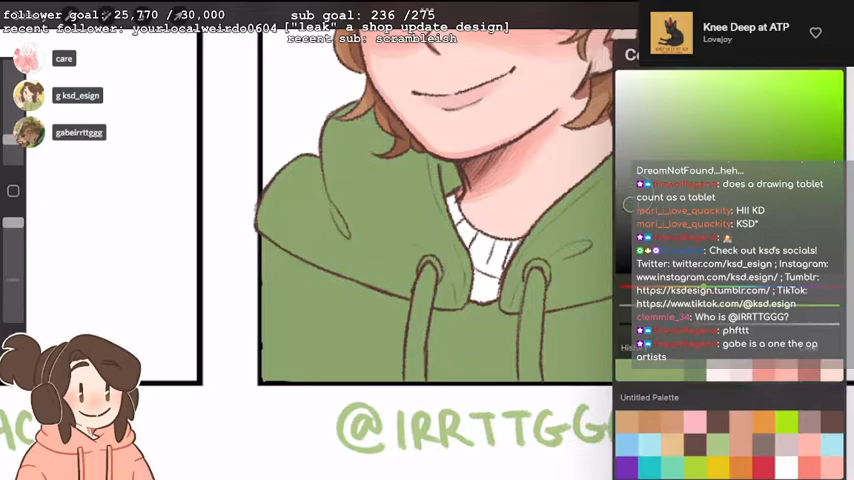 follower goal: 25,770 / 30,000
sub goal: 236 /275
recent follower: yourlocalweirdo0604
["leak" a shop update design]
recent sub: scrambleish
Knee Deep at ATP
Lovejoy
care
g ksd_esign
gabeirrttggg
DreamNotFound..heh...
does a drawing tablet
count as a tablet
mari_i_love_quackity: HII KD
mari_i_love_quackity: KSD*
Check out ksd's socials!
Twitter: twitter.com/ksd_esign ; Instagram:
www.instagram.com/ksd.esign/ ; Tumblr:
https://ksdesign.tumblr.com/ ; TikTok:
https://www.tiktok.com/@ksd.esign
clemmie_34: Who is @IRRTTGGG?
: phfttt
: gabe is a one the op
artists
Untitled Palette
@IRRTTGG